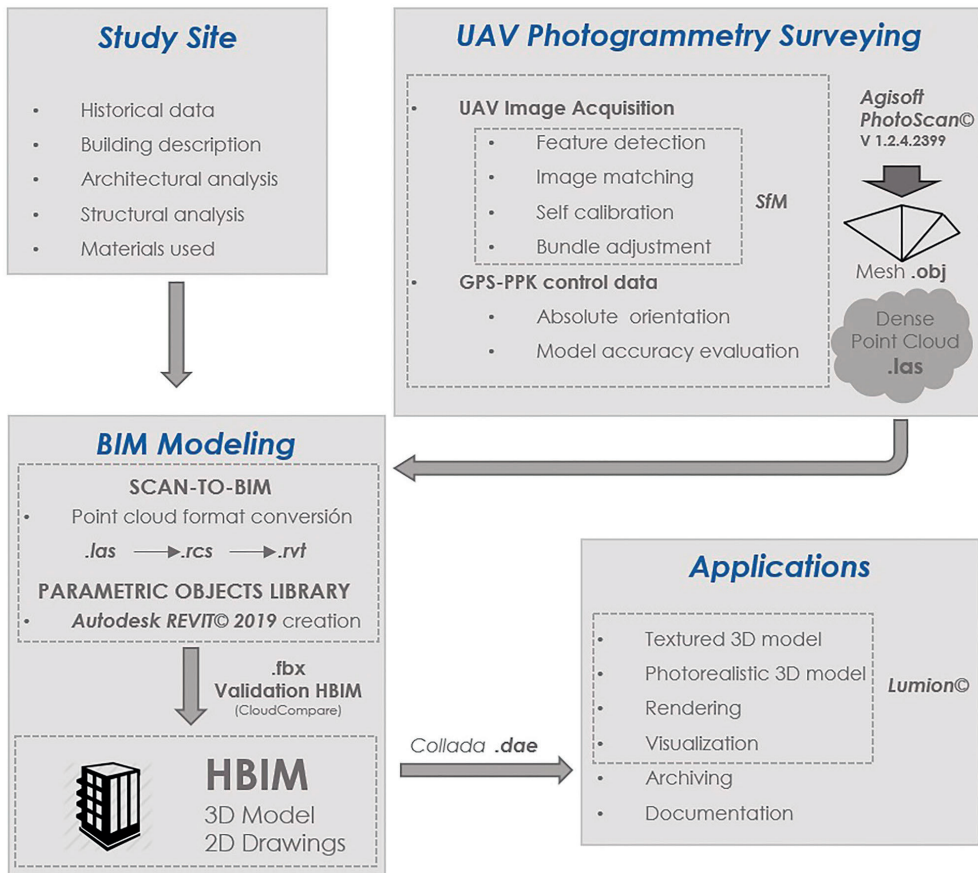 Study Site
• Historical data
• Building description
• Architectural analysis
• Structural analysis
• Materials used
UAV Photogrammetry Surveying
• UAV Image Acquisition
• Feature detection
• Image matching
• Self calibration
• Bundle adjustment
SfM
• GPS-PPK control data
• Absolute orientation
• Model accuracy evaluation
Agisoft
PhotoScan©
V 1.2.4.2399
Mesh .obj
Dense
Point Cloud
.las
BIM Modeling
SCAN-TO-BIM
• Point cloud format conversión
.las .rcs .rvt
PARAMETRIC OBJECTS LIBRARY
• Autodesk REVIT© 2019 creation
.fbx
Validation HBIM
(CloudCompare)
HBIM
3D Model
2D Drawings
Collada .dae
Applications
• Textured 3D model
• Photorealistic 3D model
• Rendering
• Visualization
Lumion©
• Archiving
• Documentation